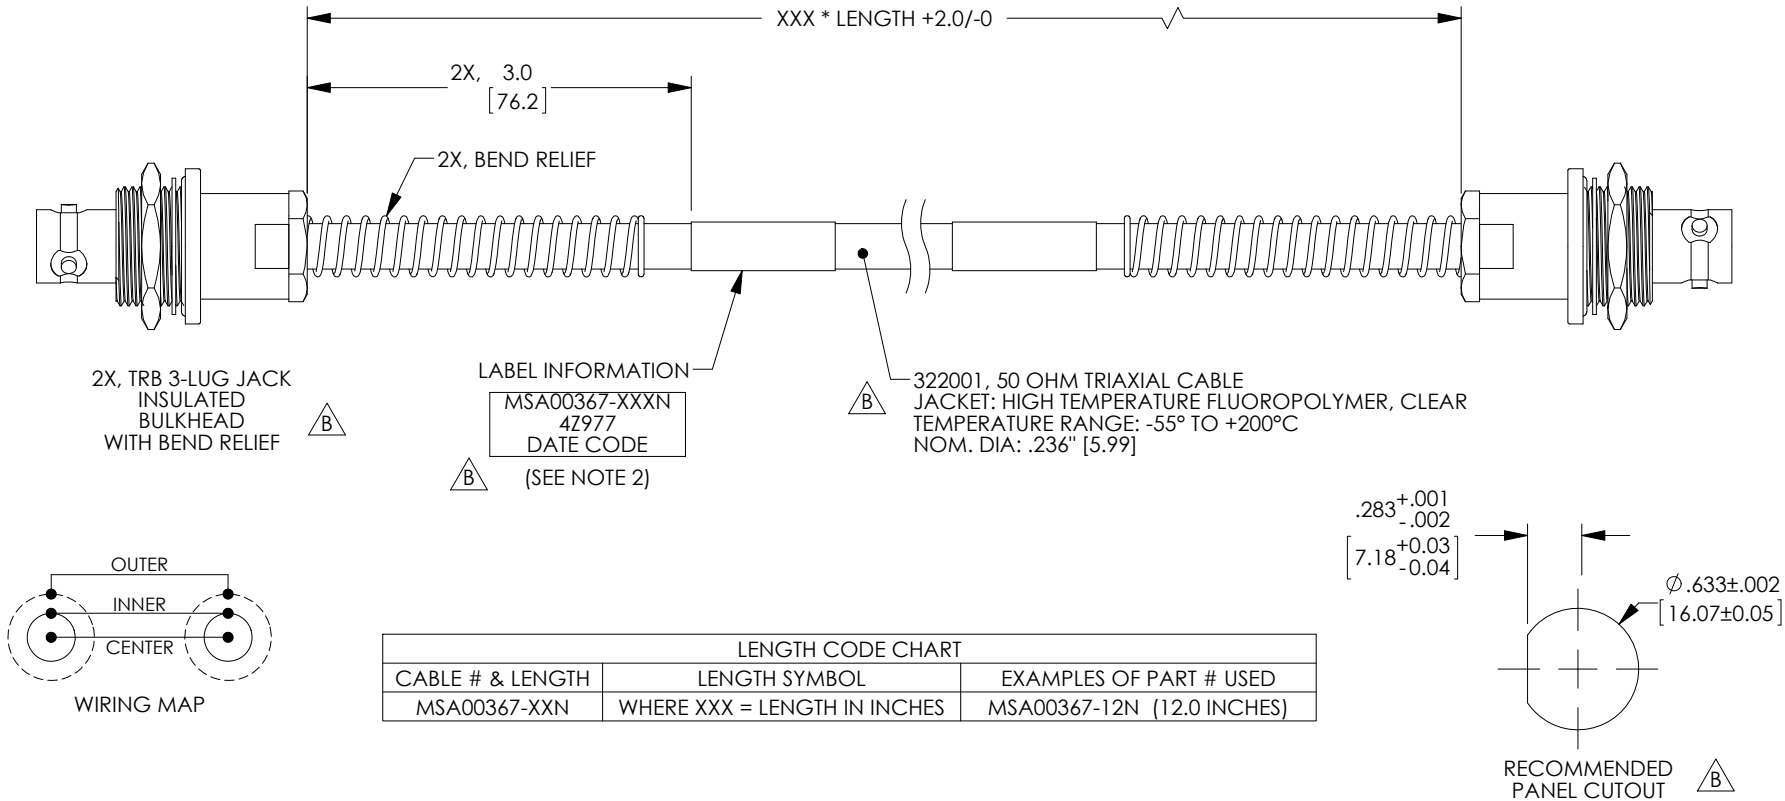 XXX * LENGTH +2.0/-0
2X, 3.0
[76.2]
2X, BEND RELIEF
2X, TRB 3-LUG JACK
INSULATED
BULKHEAD
WITH BEND RELIEF
B
LABEL INFORMATION
MSA00367-XXXN
4Z977
DATE CODE
B
(SEE NOTE 2)
B
322001, 50 OHM TRIAXIAL CABLE
JACKET: HIGH TEMPERATURE FLUOROPOLYMER, CLEAR
TEMPERATURE RANGE: -55° TO +200°C
NOM. DIA: .236" [5.99]
.283 +.001
-.002
[7.18 +0.03
-0.04]
Ø.633±.002
[16.07±0.05]
RECOMMENDED
PANEL CUTOUT
B
OUTER
INNER
CENTER
WIRING MAP
LENGTH CODE CHART
CABLE # & LENGTH LENGTH SYMBOL EXAMPLES OF PART # USED
MSA00367-XXN WHERE XXX = LENGTH IN INCHES MSA00367-12N (12.0 INCHES)